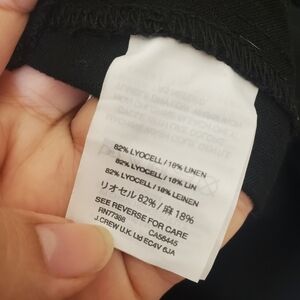 82% LYOCELL / 18% LINEN
82% LYOCELL / 18% LIN
82% LYOCELL / 18% LEINEN
リオセル 82% / 麻 18%
SEE REVERSE FOR CARE
RN77388 CA56445
J.CREW U.K. Ltd EC4V 6JA